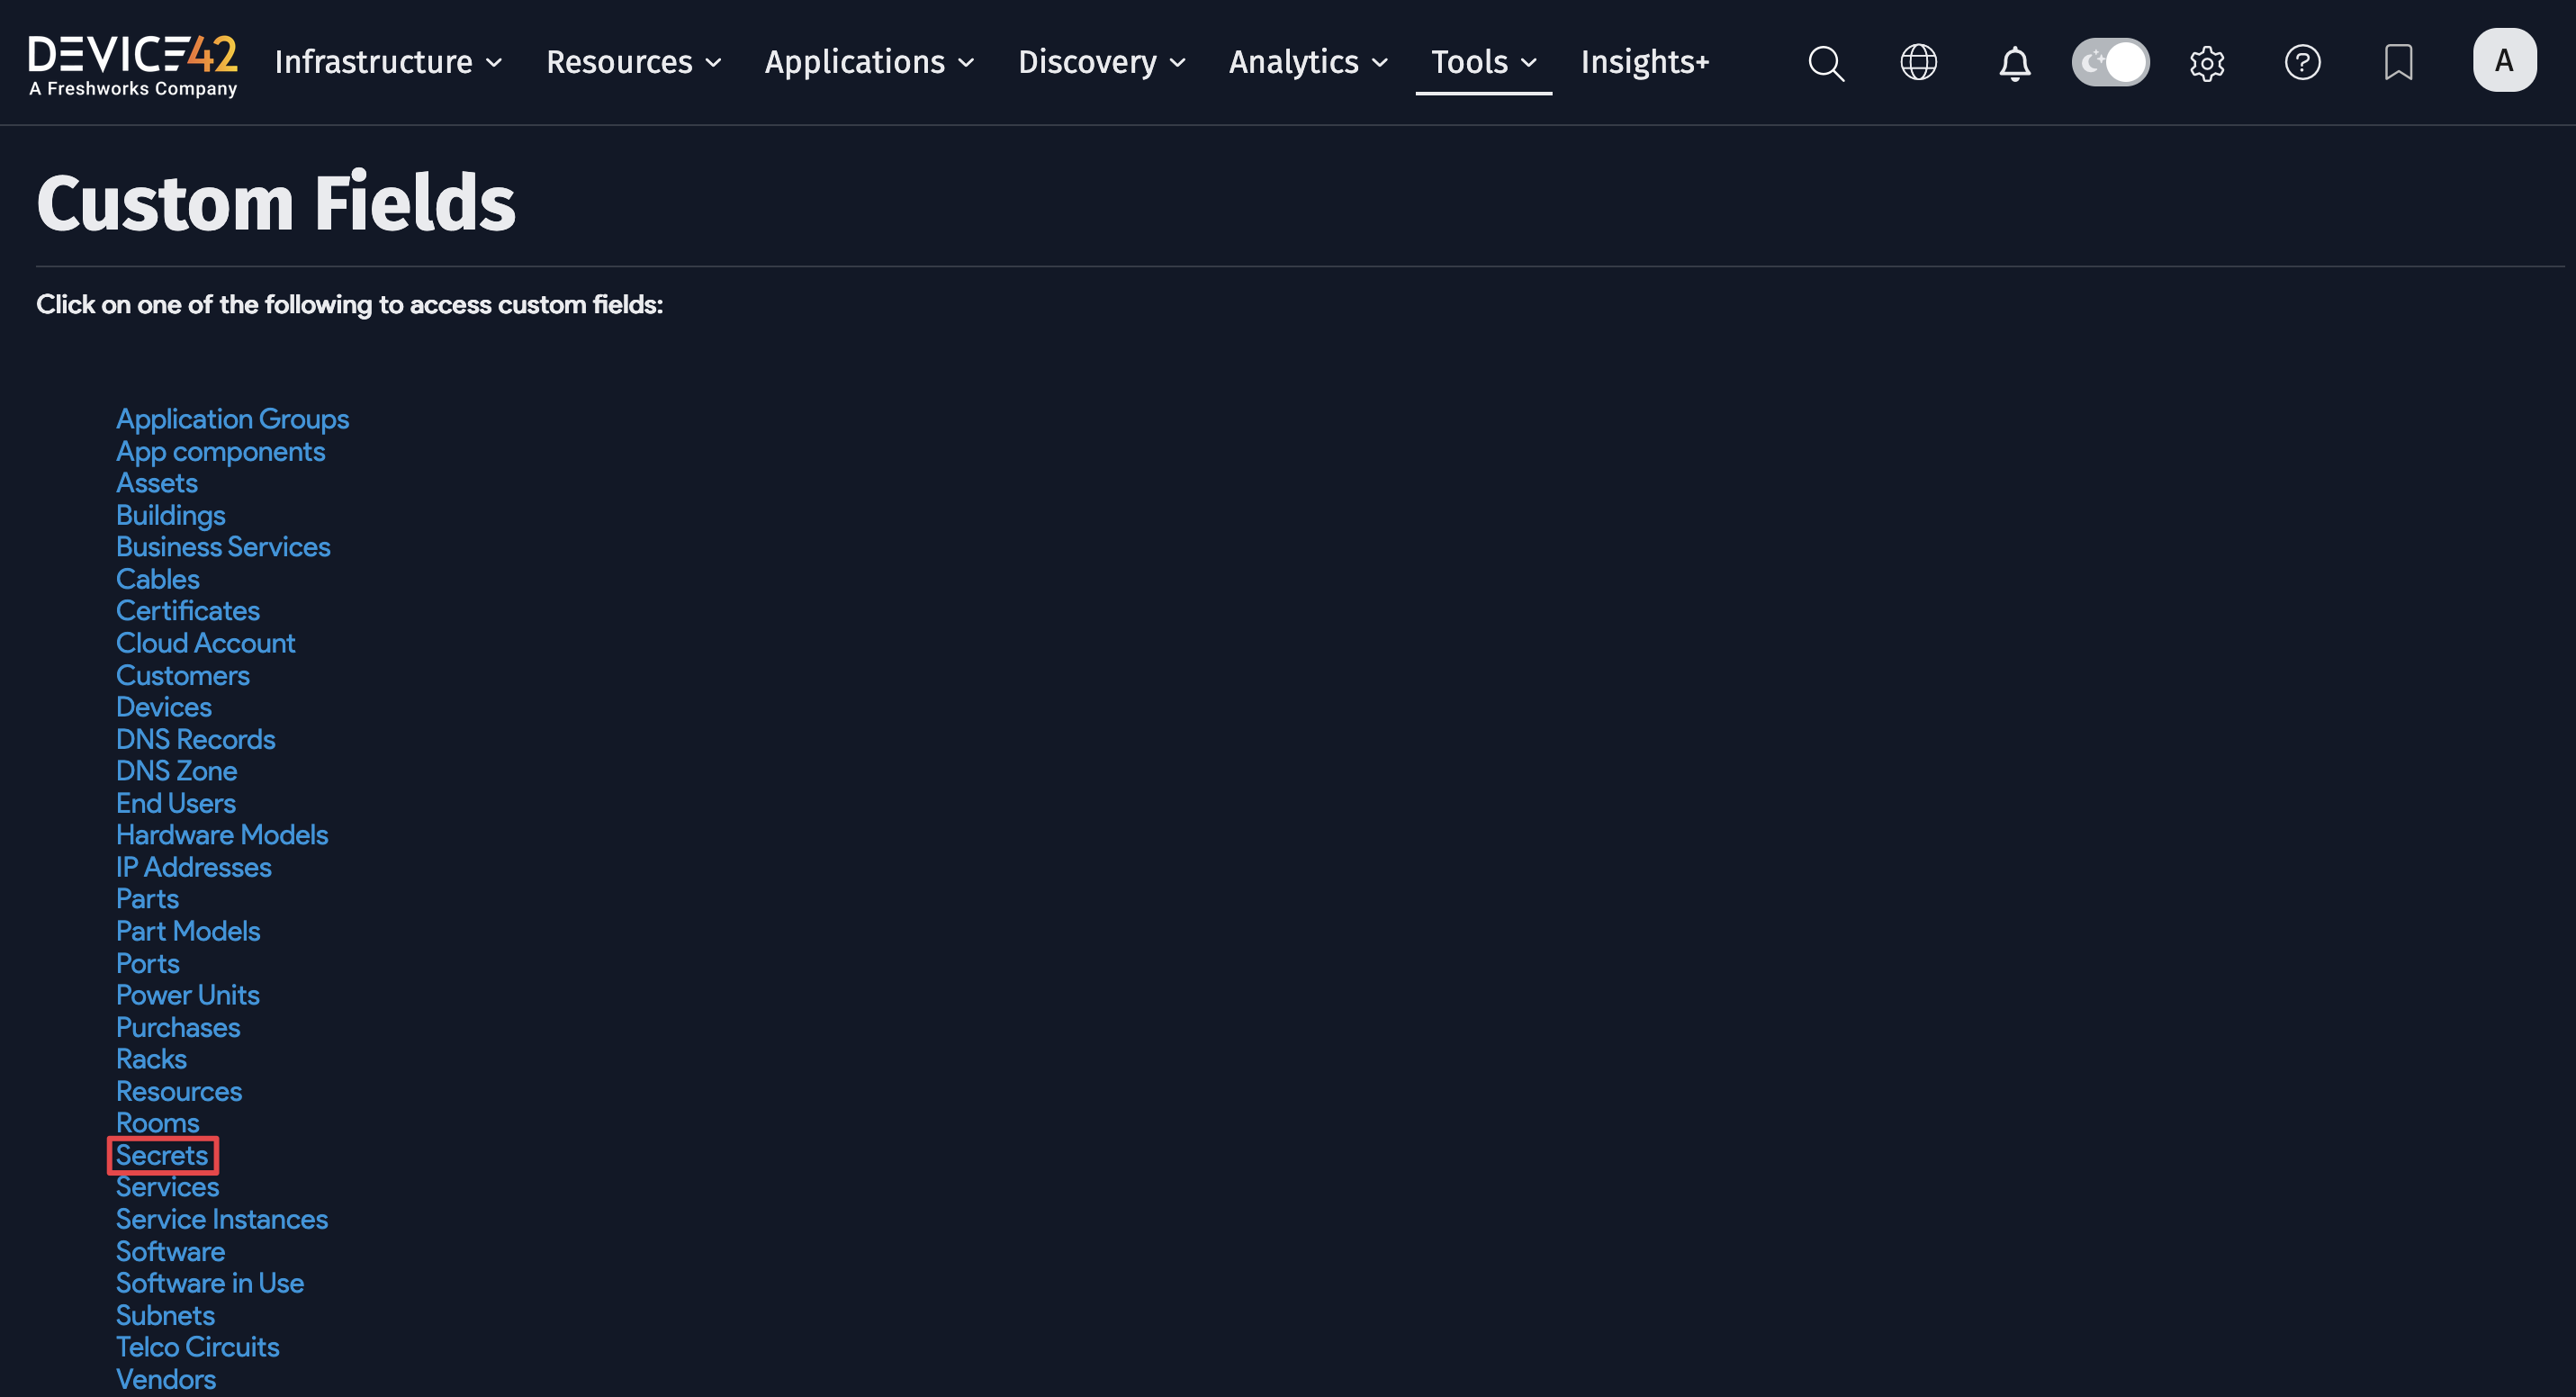 DEVICE42
A Freshworks Company
Infrastructure
Resources
Applications
Discovery
Analytics
Tools
Insights+
A
Custom Fields
Click on one of the following to access custom fields:
Application Groups
App components
Assets
Buildings
Business Services
Cables
Certificates
Cloud Account
Customers
Devices
DNS Records
DNS Zone
End Users
Hardware Models
IP Addresses
Parts
Part Models
Ports
Power Units
Purchases
Racks
Resources
Rooms
Secrets
Services
Service Instances
Software
Software in Use
Subnets
Telco Circuits
Vendors